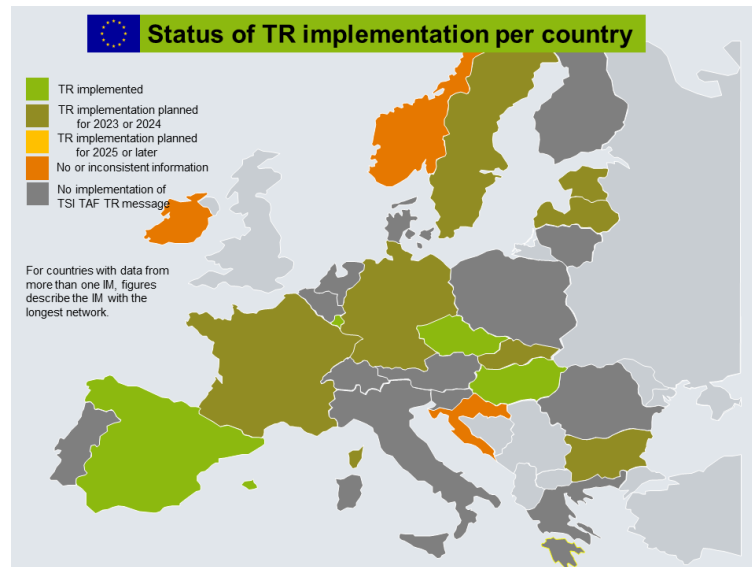 Status of TR implementation per country
TR implemented
TR implementation planned
for 2023 or 2024
TR implementation planned
for 2025 or later
No or inconsistent information
No implementation of
TSI TAF TR message
For countries with data from
more than one IM, figures
describe the IM with the
longest network.